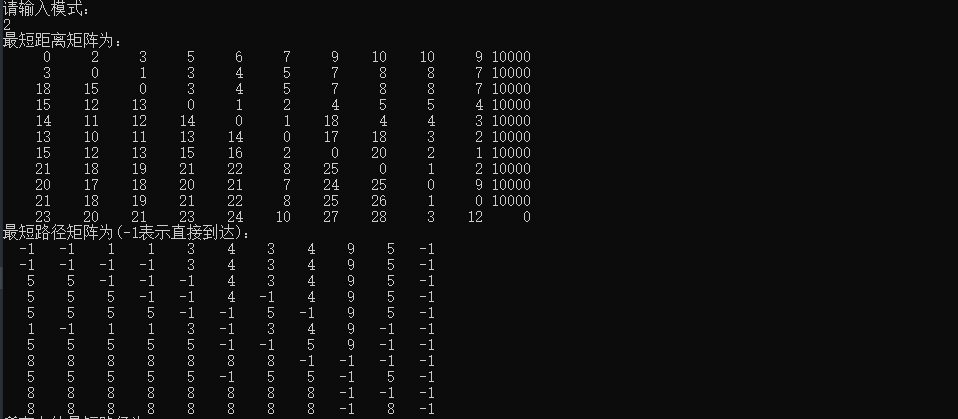 请输入模式：
2
最短距离矩阵为：
0 2 3 5 6 7 9 10 10 9 10000
3 0 1 3 4 5 7 8 8 7 10000
18 15 0 3 4 5 7 8 8 7 10000
15 12 13 0 1 2 4 5 5 4 10000
14 11 12 14 0 1 18 4 4 3 10000
13 10 11 13 14 0 17 18 3 2 10000
15 12 13 15 16 2 0 20 2 1 10000
21 18 19 21 22 8 25 0 1 2 10000
20 17 18 20 21 7 24 25 0 9 10000
21 18 19 21 22 8 25 26 1 0 10000
23 20 21 23 24 10 27 28 3 12 0
最短路径矩阵为(-1表示直接到达)：
-1 -1 1 1 3 4 3 4 9 5 -1
-1 -1 -1 -1 3 4 3 4 9 5 -1
5 5 -1 -1 -1 4 3 4 9 5 -1
5 5 5 -1 -1 4 -1 4 9 5 -1
5 5 5 5 -1 -1 5 -1 9 5 -1
1 -1 1 1 3 -1 3 4 9 -1 -1
5 5 5 5 5 -1 -1 5 9 -1 -1
8 8 8 8 8 8 8 -1 -1 -1 -1
5 5 5 5 5 -1 5 5 -1 5 -1
8 8 8 8 8 8 8 8 -1 -1 -1
8 8 8 8 8 8 8 8 -1 8 -1